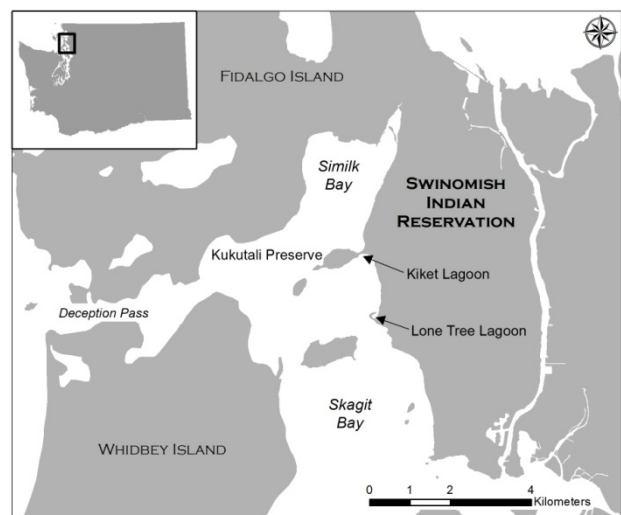 FIDALGO ISLAND
Similk
Bay
SWINOMISH
INDIAN
RESERVATION
Kukutali Preserve
Kiket Lagoon
Deception Pass
Lone Tree Lagoon
Skagit
Bay
WHIDBEY ISLAND
0 1 2 4
Kilometers